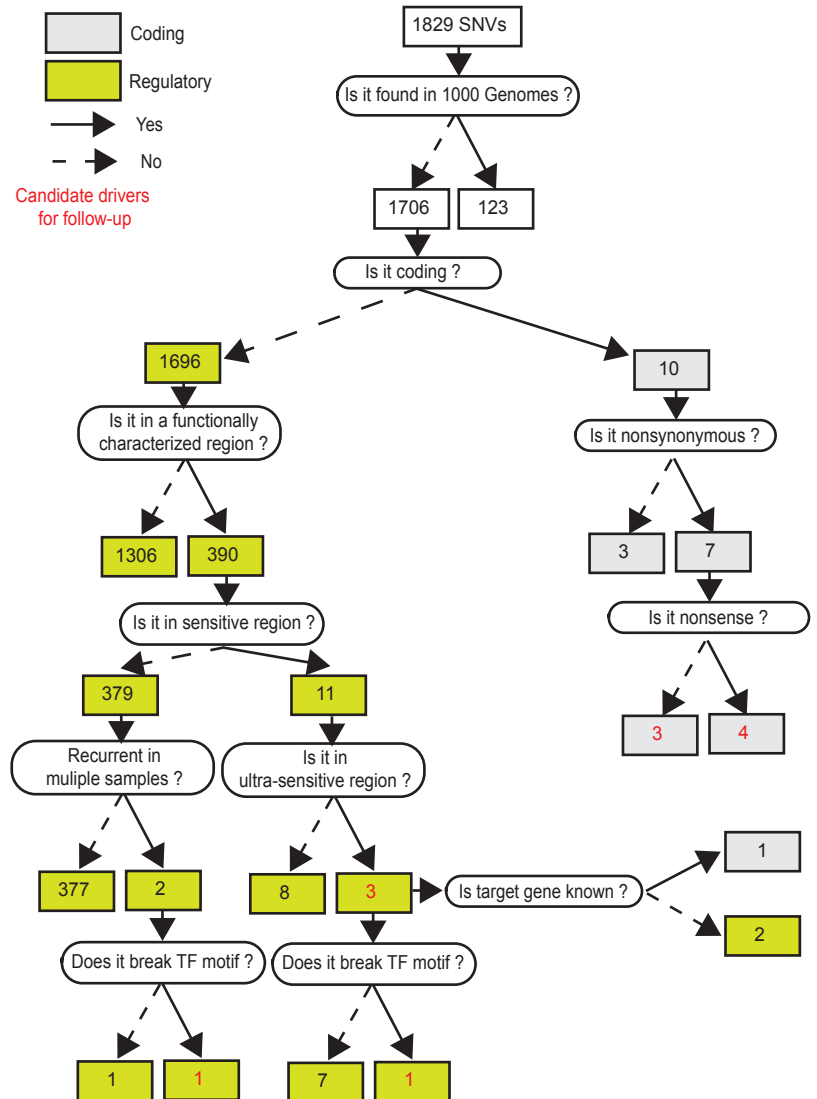 Coding
Regulatory
Yes
No
Candidate drivers
for follow-up
1829 SNVs
Is it found in 1000 Genomes ?
1706
123
Is it coding ?
1696
10
Is it in a functionally
characterized region ?
Is it nonsynonymous ?
1306
390
3
7
Is it in sensitive region ?
Is it nonsense ?
379
11
3
4
Recurrent in
muliple samples ?
Is it in
ultra-sensitive region ?
377
2
8
3
Is target gene known ?
1
2
Does it break TF motif ?
Does it break TF motif ?
1
1
7
1